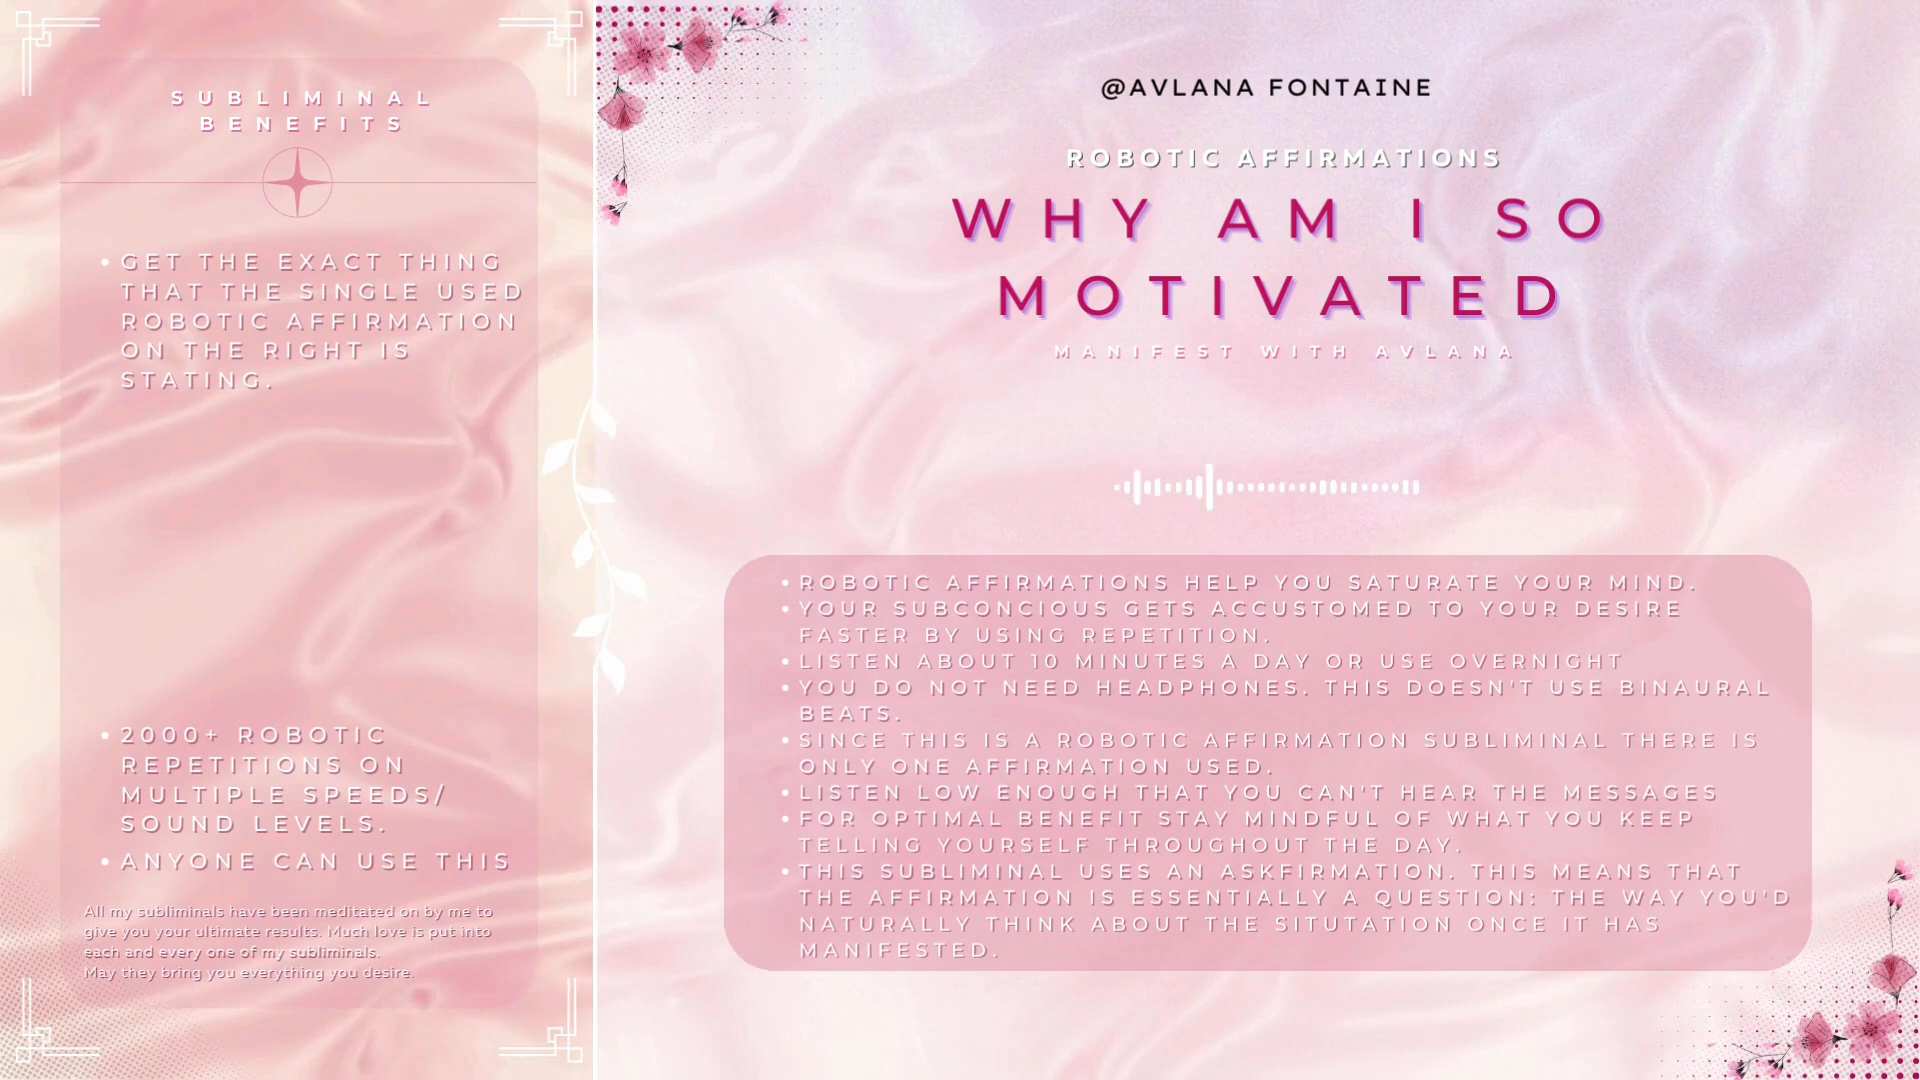 SUBLIMINAL
BENEFITS
• GET THE EXACT THING
THAT THE SINGLE USED
ROBOTIC AFFIRMATION
ON THE RIGHT IS
STATING.
• 2000+ ROBOTIC
REPETITIONS ON
MULTIPLE SPEEDS/
SOUND LEVELS.
• ANYONE CAN USE THIS
All my subliminals have been meditated on by me to
give you your ultimate results. Much love is put into
each and every one of my subliminals.
May they bring you everything you desire.
@AVLANA FONTAINE
ROBOTIC AFFIRMATIONS
WHY AM I SO
MOTIVATED
MANIFEST WITH AVLANA
• ROBOTIC AFFIRMATIONS HELP YOU SATURATE YOUR MIND.
• YOUR SUBCONCIOUS GETS ACCUSTOMED TO YOUR DESIRE
FASTER BY USING REPETITION.
• LISTEN ABOUT 10 MINUTES A DAY OR USE OVERNIGHT
• YOU DO NOT NEED HEADPHONES. THIS DOESN'T USE BINAURAL
BEATS.
• SINCE THIS IS A ROBOTIC AFFIRMATION SUBLIMINAL THERE IS
ONLY ONE AFFIRMATION USED.
• LISTEN LOW ENOUGH THAT YOU CAN'T HEAR THE MESSAGES
• FOR OPTIMAL BENEFIT STAY MINDFUL OF WHAT YOU KEEP
TELLING YOURSELF THROUGHOUT THE DAY.
• THIS SUBLIMINAL USES AN ASKFIRMATION. THIS MEANS THAT
THE AFFIRMATION IS ESSENTIALLY A QUESTION: THE WAY YOU'D
NATURALLY THINK ABOUT THE SITUTATION ONCE IT HAS
MANIFESTED.